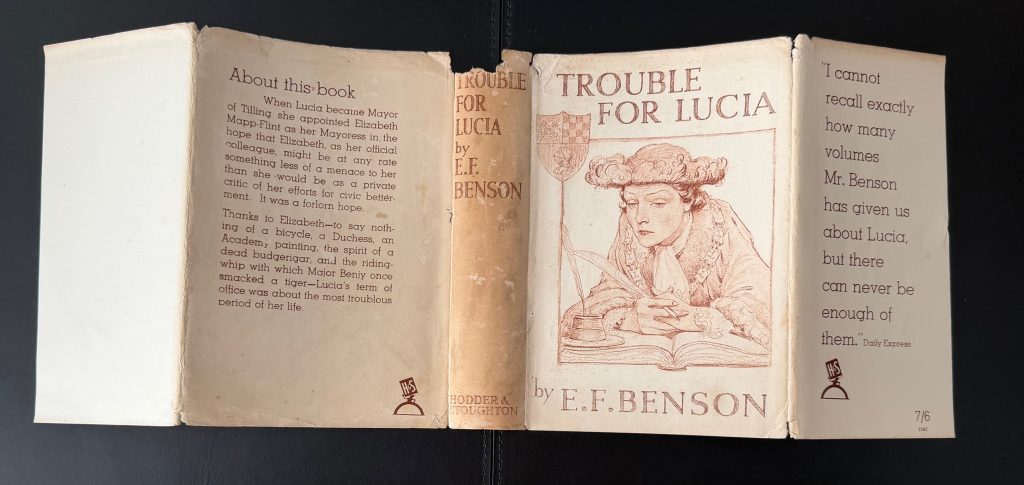 About this book
When Lucia became Mayor
of Tilling she appointed Elizabeth
Mapp-Flint as her Mayoress in the
hope that Elizabeth, as her official
colleague, might be at any rate
something less of a menace to her
than she would be as a private
critic of her efforts for civic better-
ment. It was a forlorn hope.
Thanks to Elizabeth—to say noth-
ing of a bicycle, a Duchess, an
Academy painting, the spirit of a
dead budgerigar, and the riding-
whip with which Major Benjy once
smacked a tiger—Lucia's term of
office was about the most troublous
period of her life.
H&S
TROUBLE
FOR
LUCIA
by
E.F.
BENSON
HODDER &
STOUGHTON
TROUBLE
FOR LUCIA
by E.F. BENSON
"I cannot
recall exactly
how many
volumes
Mr. Benson
has given us
about Lucia,
but there
can never be
enough of
them." Daily Express
H&S
7/6